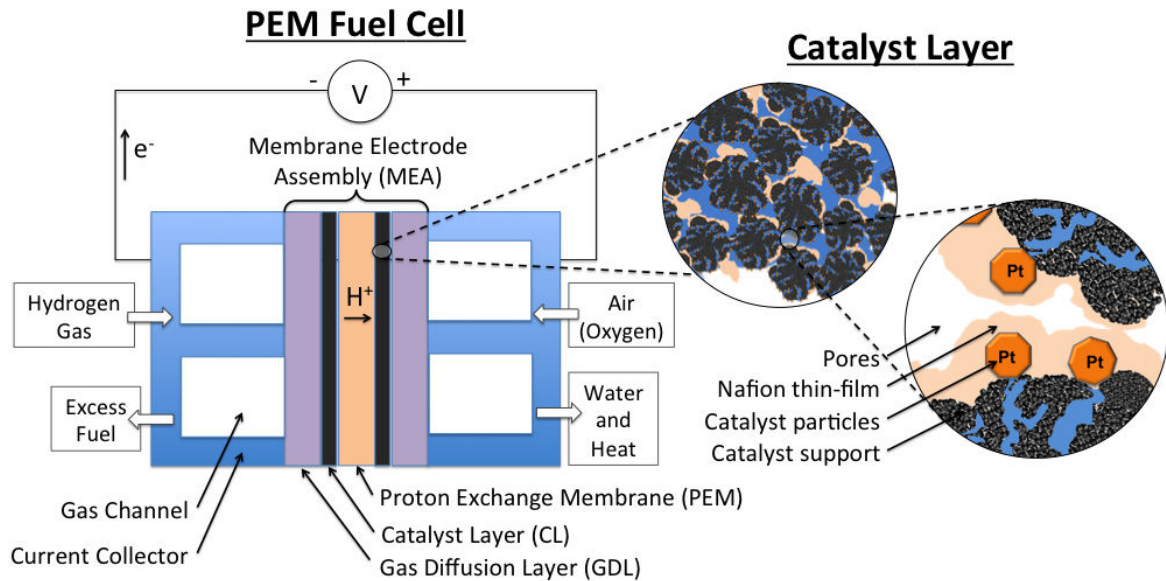 PEM Fuel Cell
Catalyst Layer
-
V
+
e-
Membrane Electrode
Assembly (MEA)
Hydrogen
Gas
H+
Air
(Oxygen)
Excess
Fuel
Water
and
Heat
Gas Channel
Current Collector
Proton Exchange Membrane (PEM)
Catalyst Layer (CL)
Gas Diffusion Layer (GDL)
Pt
Pt
Pt
Pores
Nafion thin-film
Catalyst particles
Catalyst support